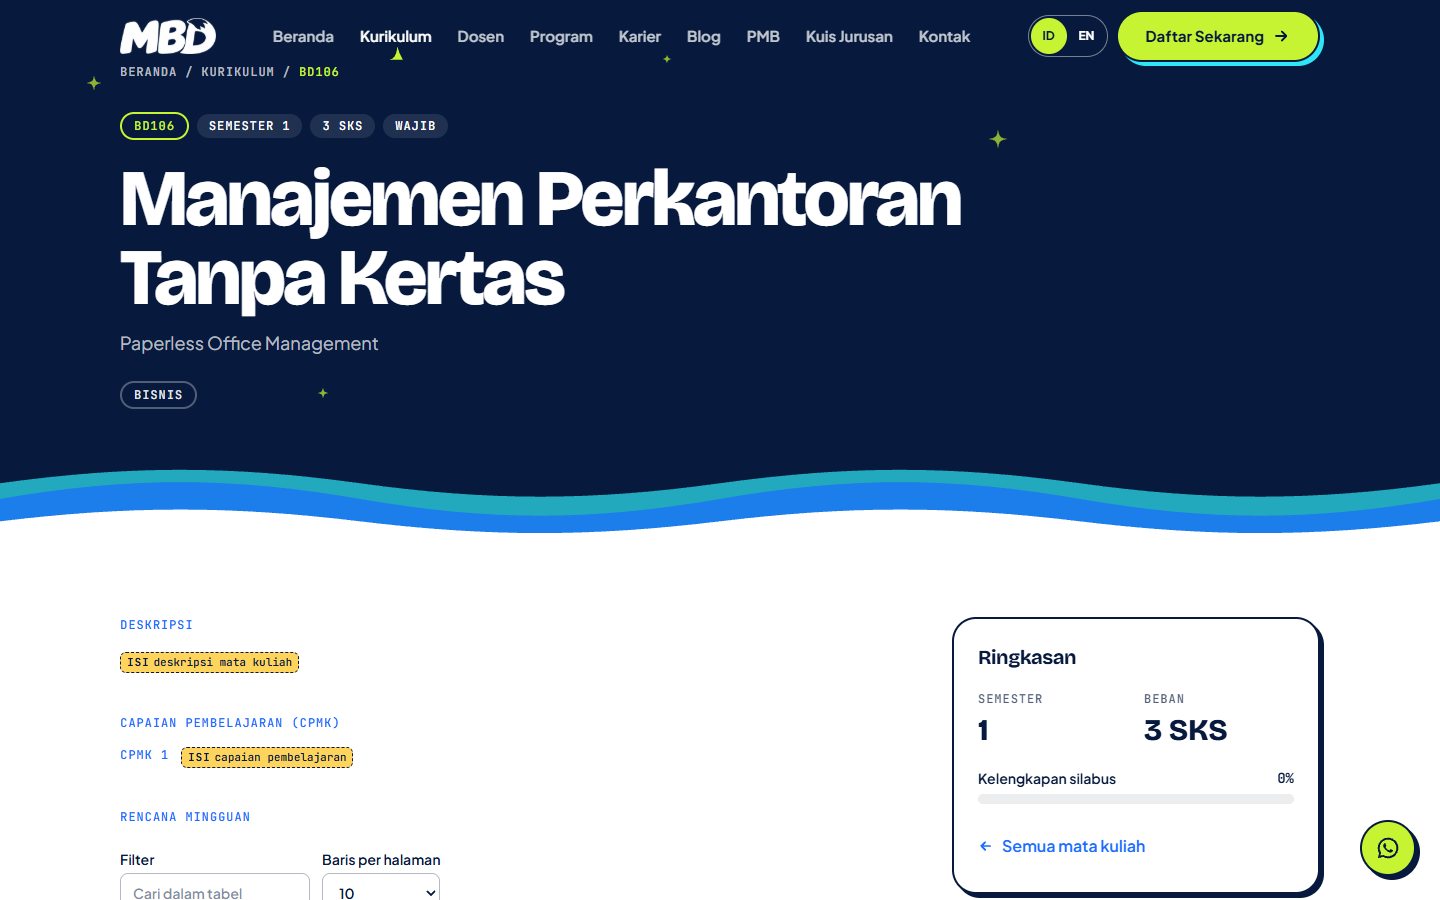 MBD
Beranda Kurikulum Dosen Program Karier Blog PMB Kuis Jurusan Kontak
ID EN
Daftar Sekarang →
BERANDA / KURIKULUM / BD106
BD106 SEMESTER 1 3 SKS WAJIB
Manajemen Perkantoran
Tanpa Kertas
Paperless Office Management
BISNIS
DESKRIPSI
ISI deskripsi mata kuliah
CAPAIAN PEMBELAJARAN (CPMK)
CPMK 1 ISI capaian pembelajaran
RENCANA MINGGUAN
Filter Baris per halaman
Cari dalam tabel 10
Ringkasan
SEMESTER BEBAN
1 3 SKS
Kelengkapan silabus 0%
← Semua mata kuliah